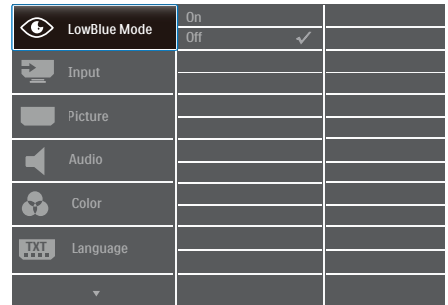 LowBlue Mode
On
Off
Input
Picture
Audio
Color
TXT
Language